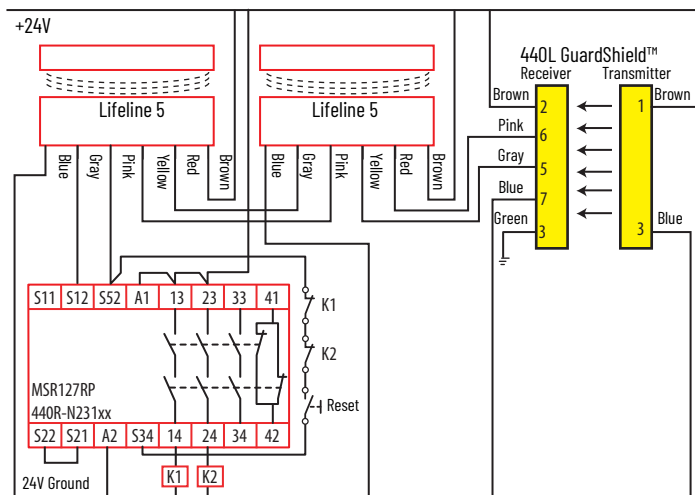 +24V
440L GuardShield™
Receiver Transmitter
Lifeline 5
Lifeline 5
Brown
2
1
Brown
Pink
6
Gray
5
Blue
7
Green
3
3
Blue
Blue
Gray
Pink
Yellow
Red
Brown
Blue
Gray
Pink
Yellow
Red
Brown
S11 S12 S52 A1 13 23 33 41
K1
K2
Reset
MSR127RP
440R-N231xx
S22 S21 A2 S34 14 24 34 42
24V Ground
K1 K2